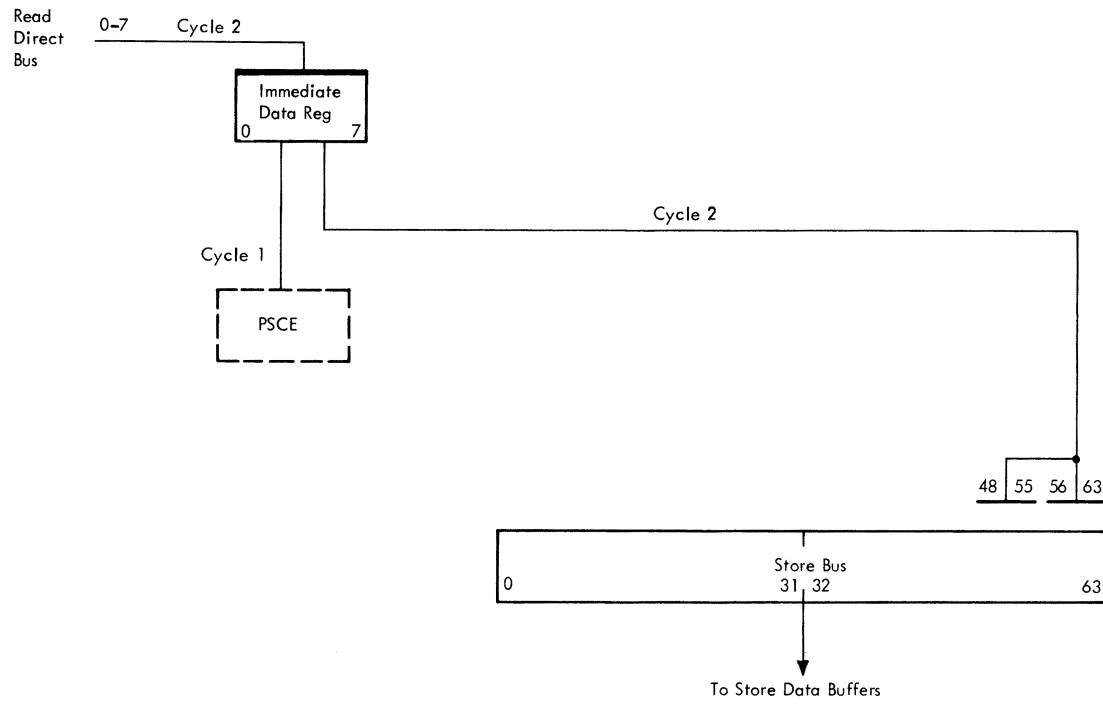 Read
Direct
Bus
0-7
Cycle 2
Immediate
Data Reg
0
7
Cycle 2
Cycle 1
PSCE
48 55 56 63
Store Bus
0
31 32
63
To Store Data Buffers